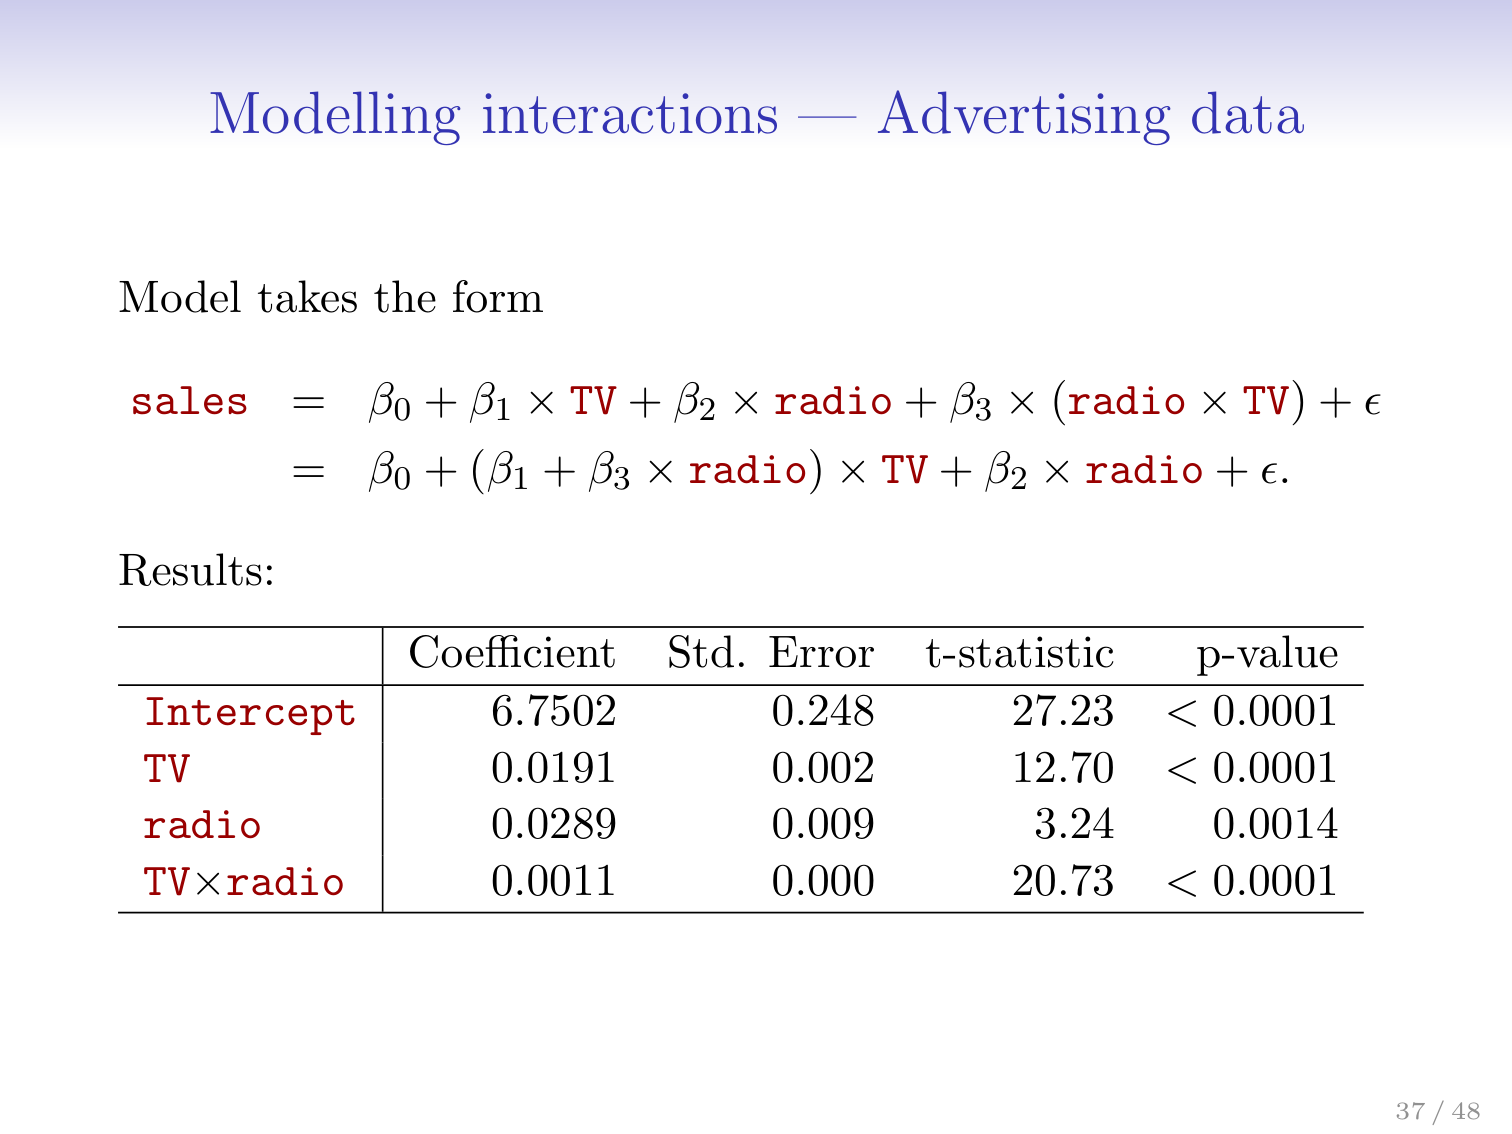 Modelling interactions — Advertising data
Model takes the form
sales = β0 + β1 × TV + β2 × radio + β3 × (radio × TV) + ϵ
= β0 + (β1 + β3 × radio) × TV + β2 × radio + ϵ.
Results:
Coefficient Std. Error t-statistic p-value
Intercept 6.7502 0.248 27.23 < 0.0001
TV 0.0191 0.002 12.70 < 0.0001
radio 0.0289 0.009 3.24 0.0014
TV×radio 0.0011 0.000 20.73 < 0.0001
37 / 48